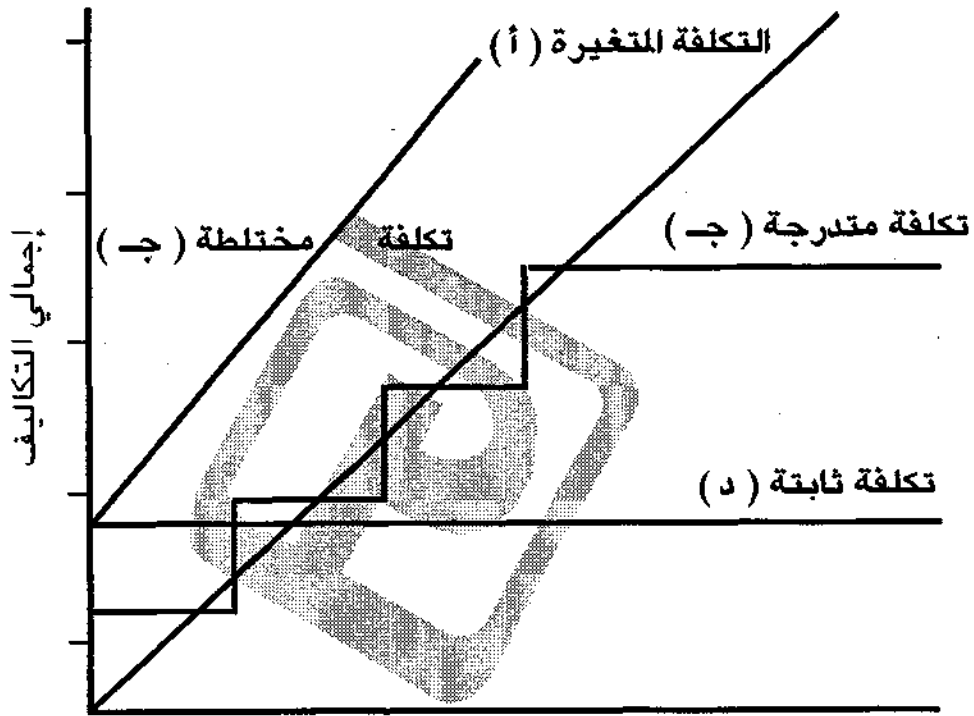 التكلفة المتغيرة ( أ )
تكلفة مختلطة ( جـ )
تكلفة متدرجة ( جـ )
تكلفة ثابتة ( د )
إجمالي التكاليف